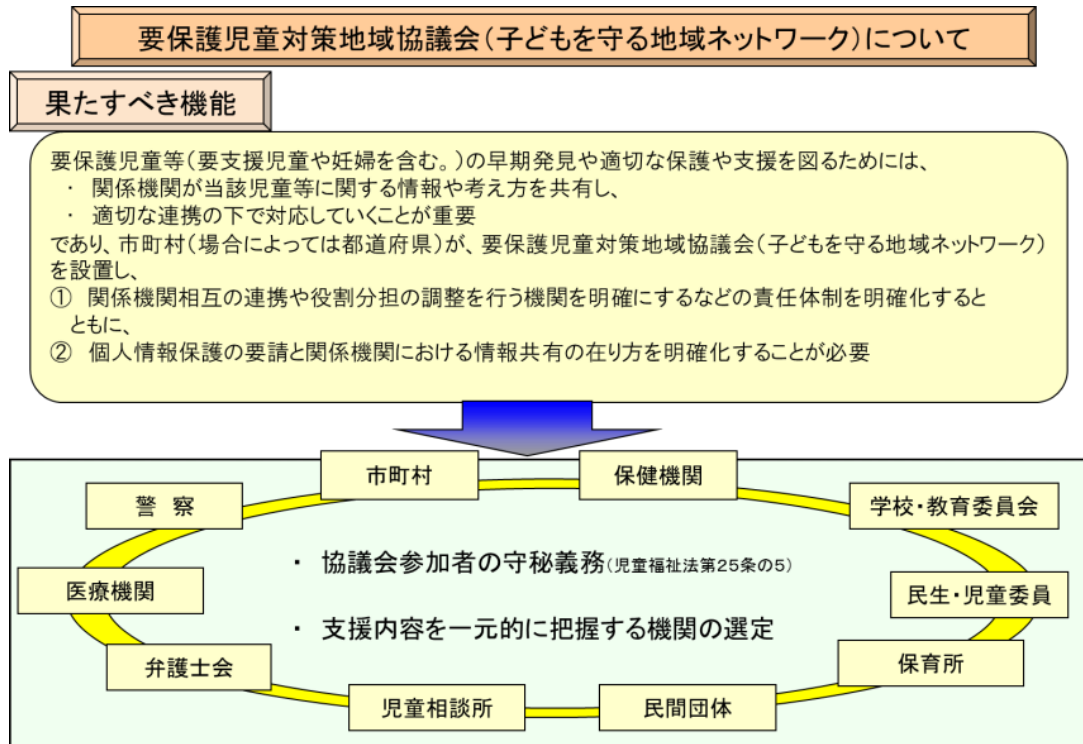 要保護児童対策地域協議会(子どもを守る地域ネットワーク)について
果たすべき機能
要保護児童等(要支援児童や妊婦を含む。)の早期発見や適切な保護や支援を図るためには、
・ 関係機関が当該児童等に関する情報や考え方を共有し、
・ 適切な連携の下で対応していくことが重要
であり、市町村(場合によっては都道府県)が、要保護児童対策地域協議会(子どもを守る地域ネットワーク)
を設置し、
① 関係機関相互の連携や役割分担の調整を行う機関を明確にするなどの責任体制を明確化すると
ともに、
② 個人情報保護の要請と関係機関における情報共有の在り方を明確化することが必要
市町村
保健機関
警 察
学校・教育委員会
・ 協議会参加者の守秘義務(児童福祉法第25条の5)
医療機関
民生・児童委員
・ 支援内容を一元的に把握する機関の選定
弁護士会
保育所
児童相談所
民間団体